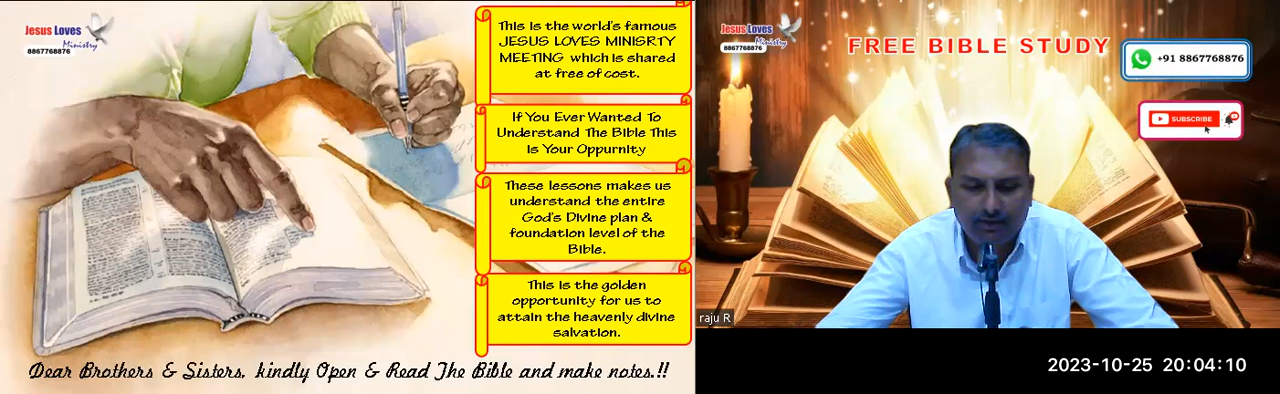 Jesus Loves
Ministry
8867768876
This is the world's famous
JESUS LOVES MINISRTY
MEETING which is shared
at free of cost.
If You Ever Wanted To
Understand The Bible This
is Your Oppurnity
These lessons makes us
understand the entire
God's Divine plan &
foundation level of the
Bible.
This is the golden
opportunity for us to
attain the heavenly divine
salvation.
Dear Brothers & Sisters, kindly Open & Read The Bible and make notes.!!
Jesus Loves
Ministry
8867768876
FREE BIBLE STUDY
+91 8867768876
SUBSCRIBE
raju R
2023-10-25 20:04:10